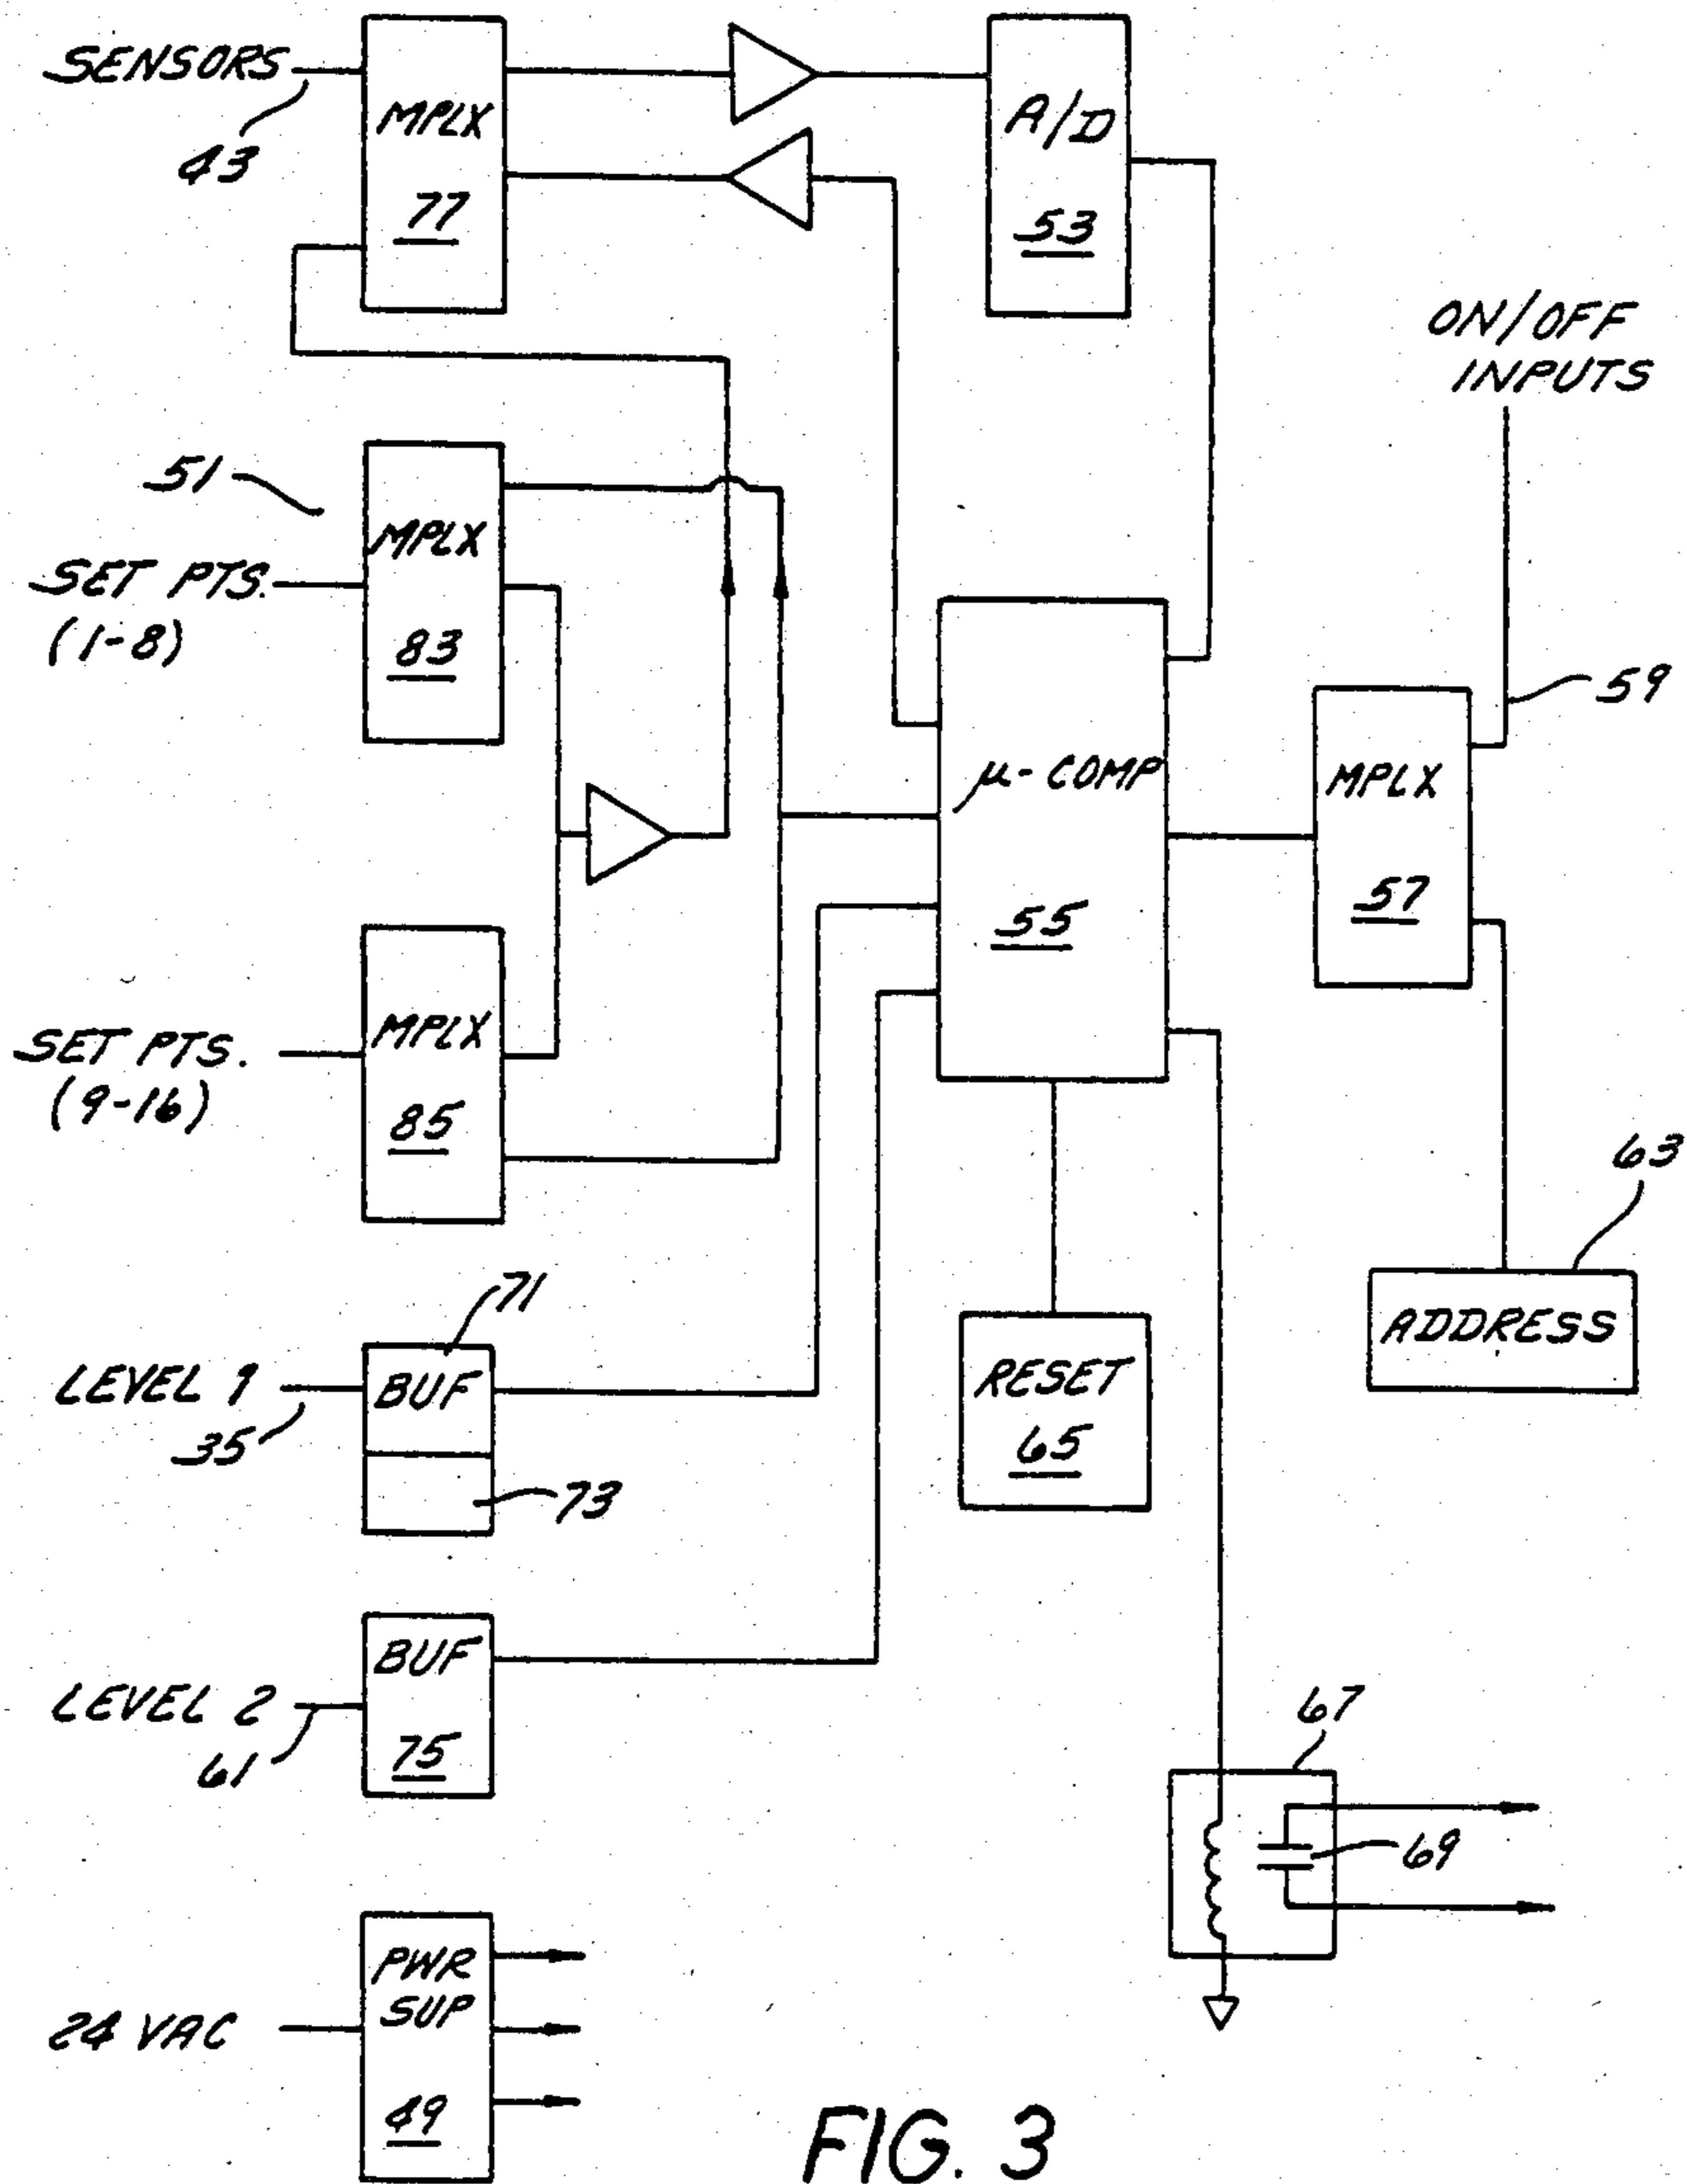 SENSORS
43
MPLX
77
A/D
53
ON/OFF
INPUTS
51
SET PTS.
(1-8)
MPLX
83
μ-COMP
55
59
MPLX
57
SET PTS.
(9-16)
MPLX
85
63
ADDRESS
LEVEL 1
35
71
BUF
73
RESET
65
LEVEL 2
61
BUF
75
67
69
24 VAC
PWR
SUP
49
FIG. 3